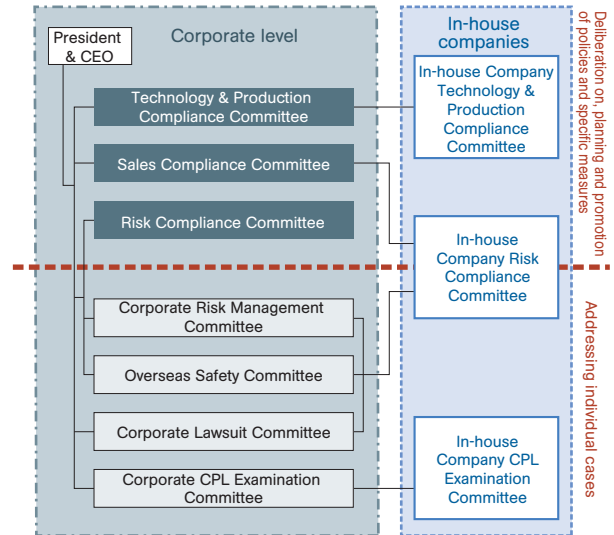 President
& CEO
Corporate level
Technology & Production
Compliance Committee
Sales Compliance Committee
Risk Compliance Committee
Corporate Risk Management
Committee
Overseas Safety Committee
Corporate Lawsuit Committee
Corporate CPL Examination
Committee
In-house
companies
In-house Company
Technology &
Production
Compliance
Committee
In-house
Company Risk
Compliance
Committee
In-house
Company CPL
Examination
Committee
Deliberation on, planning and promotion
of policies and specific measures
Addressing individual cases